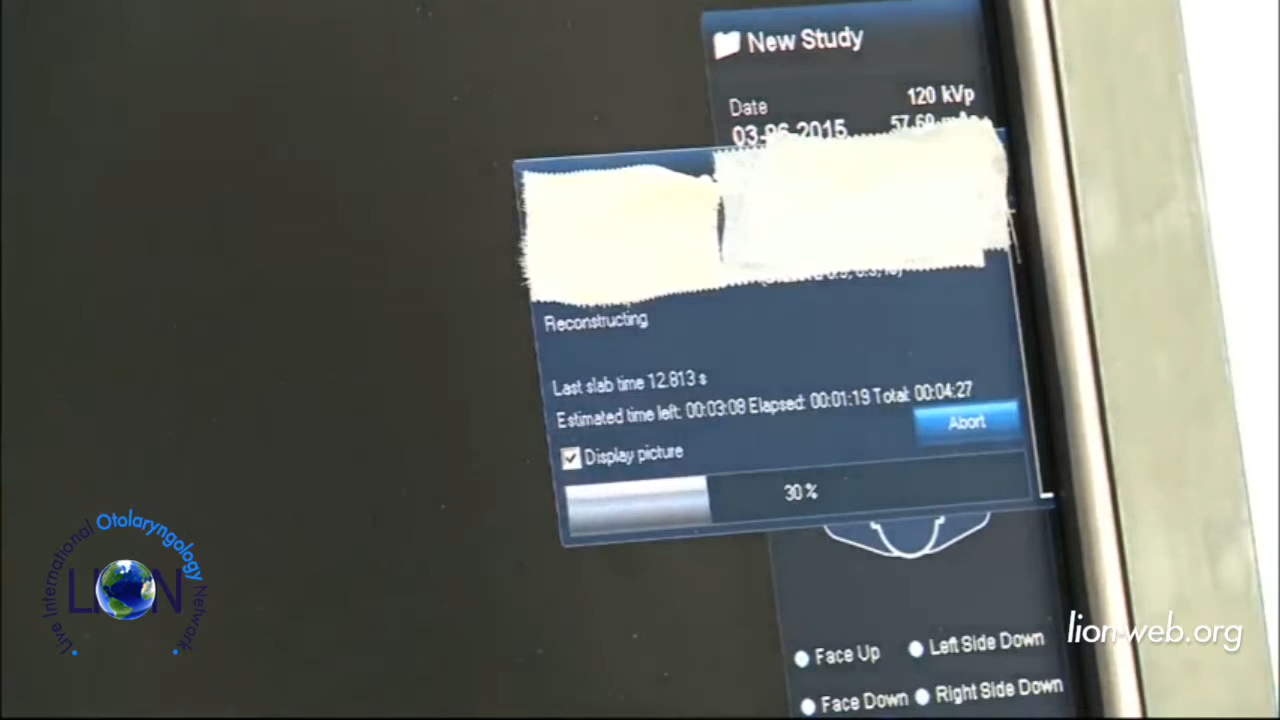 New Study
Date
120 kVp
03-06-2015
57.60
Reconstructing
Last slab time 12.813 s
Estimated time left: 00:03:08 Elapsed: 00:01:19 Total: 00:04:27
Abort
Display picture
30 %
Face Up
Left Side Down
Face Down
Right Side Down
Live International Otolaryngology Network
LION
lion-web.org